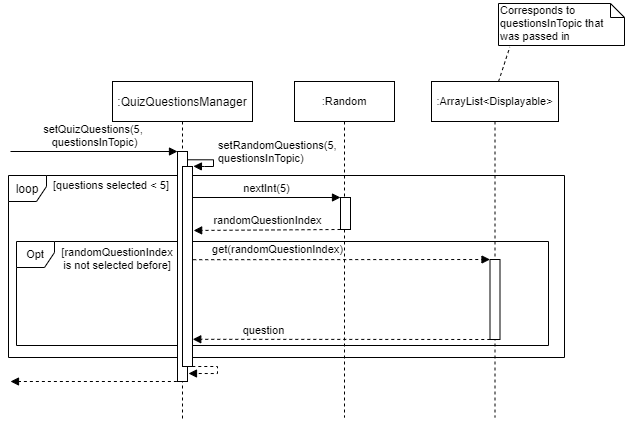 Corresponds to
questionsInTopic that
was passed in
:QuizQuestionsManager
:Random
:ArrayList<Displayable>
setQuizQuestions(5,
questionsInTopic)
setRandomQuestions(5,
questionsInTopic)
loop
[questions selected < 5]
nextInt(5)
randomQuestionIndex
Opt
[randomQuestionIndex
is not selected before]
get(randomQuestionIndex)
question